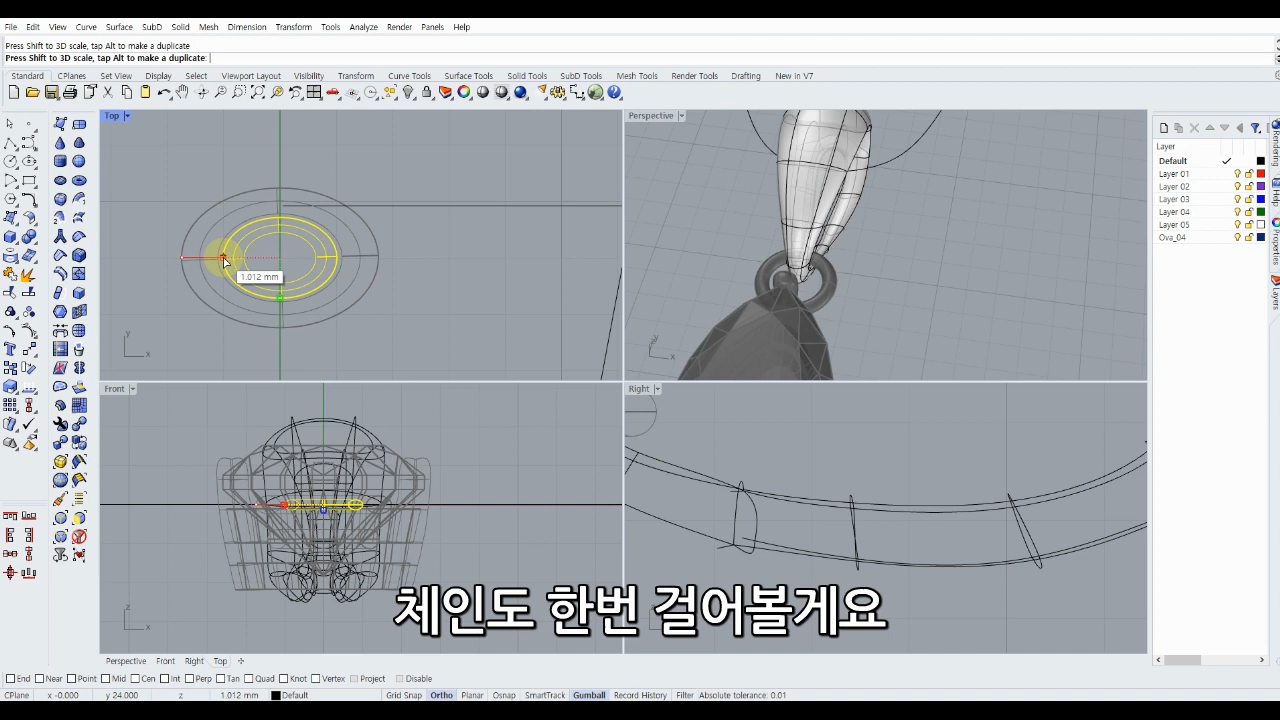 File Edit View Curve Surface SubD Solid Mesh Dimension Transform Tools Analyze Render Panels Help
Press Shift to 3D scale, tap Alt to make a duplicate
Press Shift to 3D scale, tap Alt to make a duplicate:
Standard CPlanes Set View Display Select Viewport Layout Visibility Transform Curve Tools Surface Tools Solid Tools SubD Tools Mesh Tools Render Tools Drafting New in V7
Top
Perspective
y
x
1.012 mm
x
Front
Right
z
x
z
체인도 한번 걸어볼게요
Layer
Default
Layer 01
Layer 02
Layer 03
Layer 04
Layer 05
Ova_04
Rendering
Help
Properties
Layers
Perspective Front Right Top
End Near Point Mid Cen Int Perp Tan Quad Knot Vertex Project Disable
CPlane x -0.000 y 24.000 z 1.012 mm Default Grid Snap Ortho Planar Osnap SmartTrack Gumball Record History Filter Absolute tolerance: 0.01